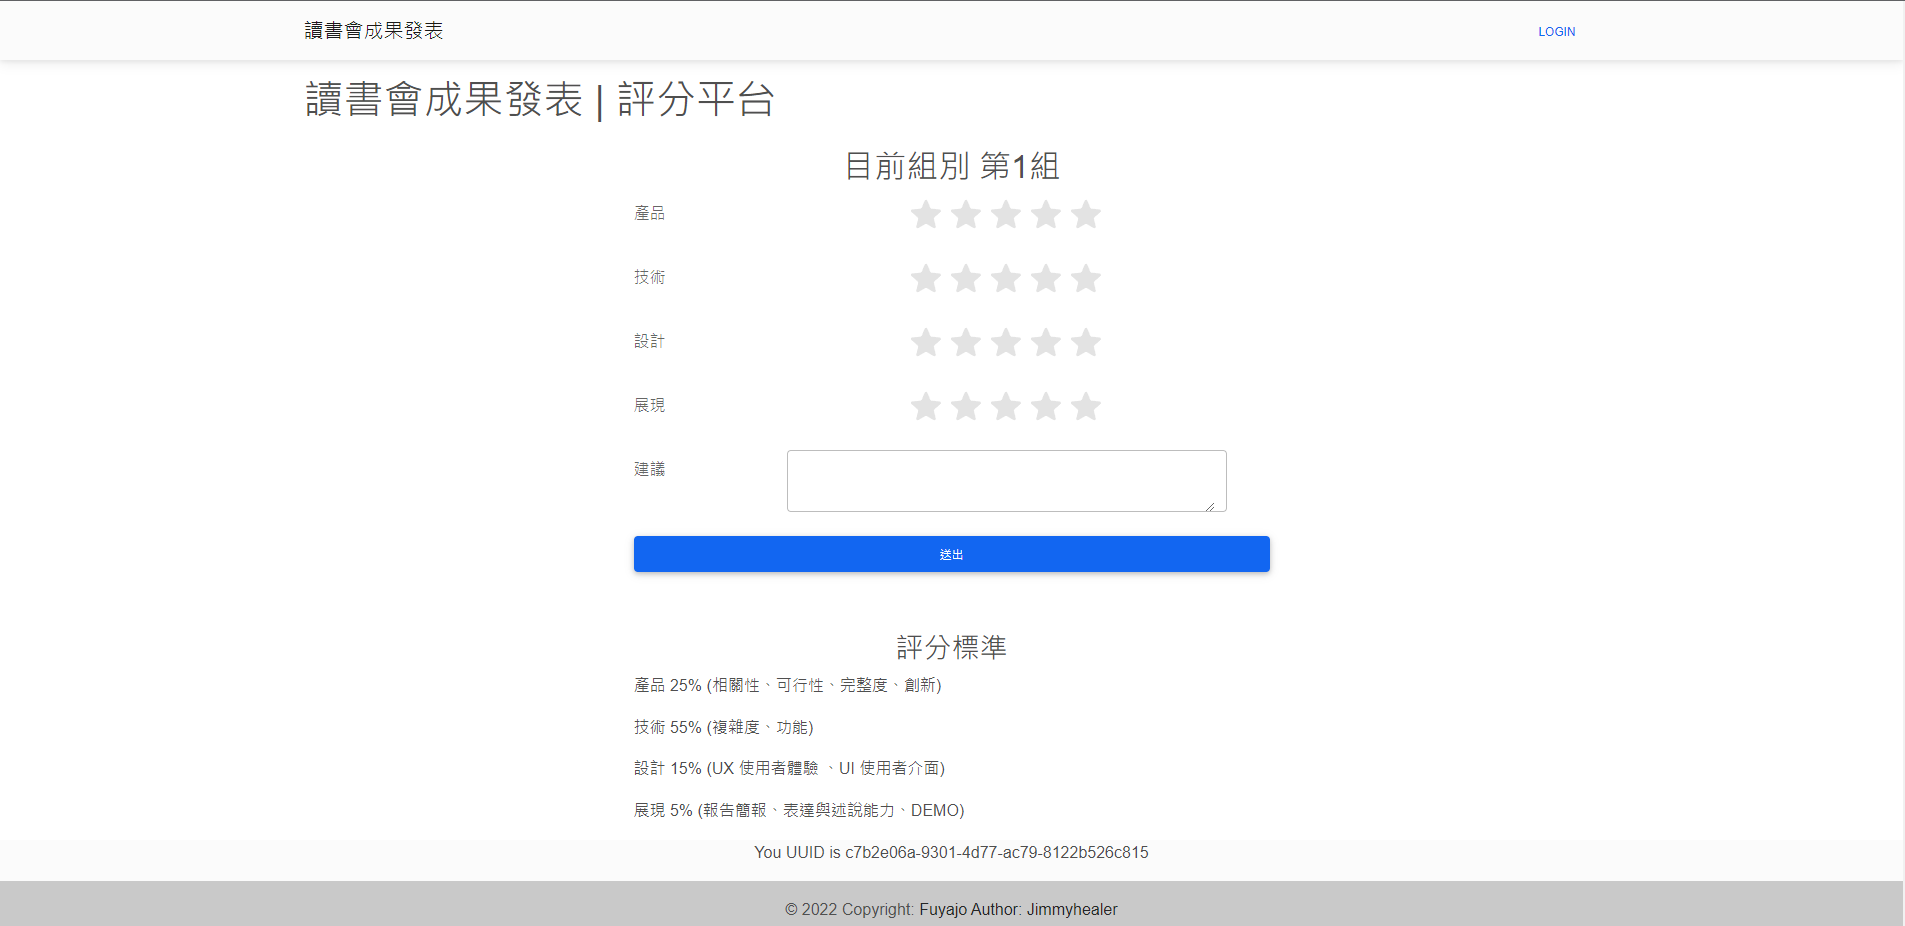 讀書會成果發表
LOGIN
讀書會成果發表 | 評分平台
目前組別 第1組
產品
技術
設計
展現
建議
送出
評分標準
產品 25% (相關性、可行性、完整度、創新)
技術 55% (複雜度、功能)
設計 15% (UX 使用者體驗 、UI 使用者介面)
展現 5% (報告簡報、表達與述說能力、DEMO)
You UUID is c7b2e06a-9301-4d77-ac79-8122b526c815
© 2022 Copyright: Fuyajo Author: Jimmyhealer